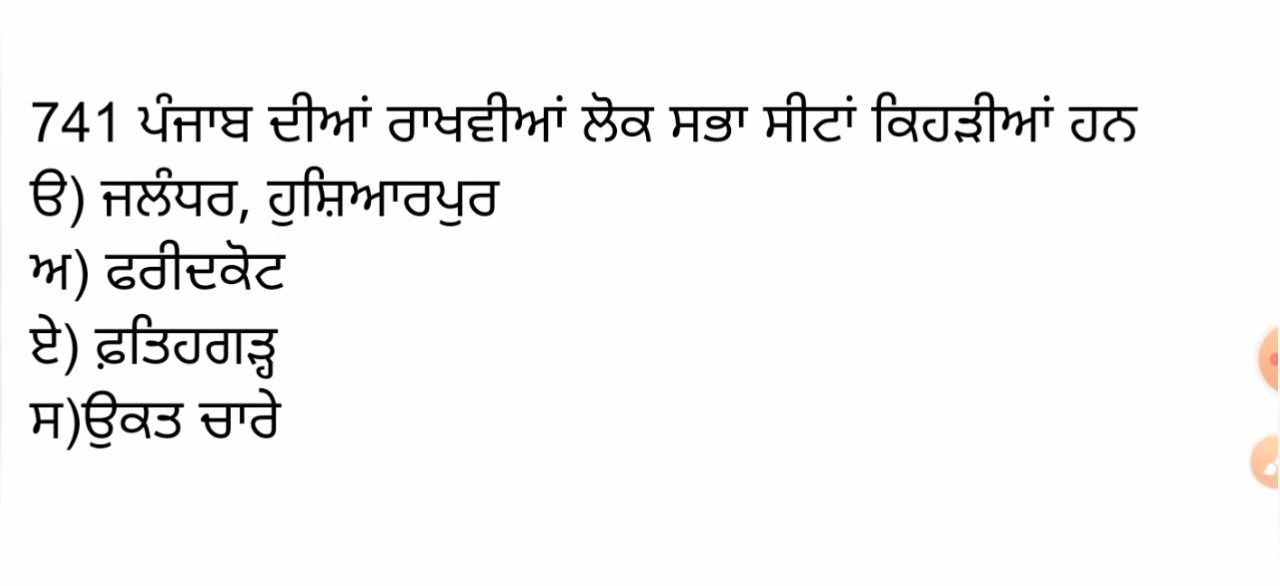 741 ਪੰਜਾਬ ਦੀਆਂ ਰਾਖਵੀਆਂ ਲੋਕ ਸਭਾ ਸੀਟਾਂ ਕਿਹੜੀਆਂ ਹਨ
ੳ) ਜਲੰਧਰ, ਹੁਸ਼ਿਆਰਪੁਰ
ਅ) ਫਰੀਦਕੋਟ
ੲੇ) ਫ਼ਤਿਹਗੜ੍ਹ
ਸ)ਉਕਤ ਚਾਰੇ